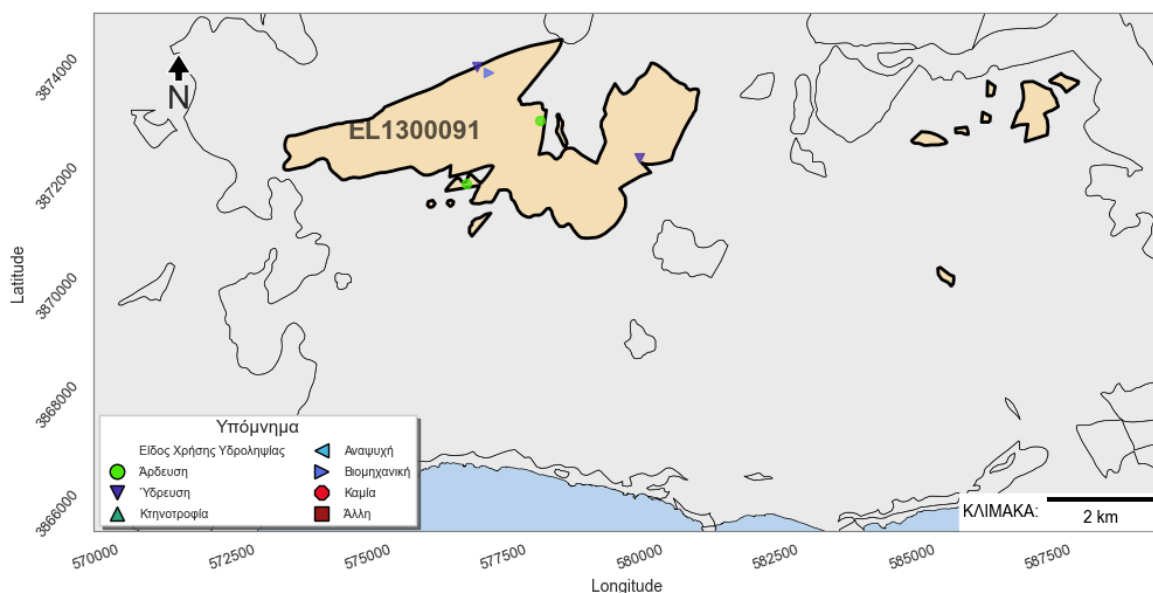 N
EL1300091
Latitude
3874000
3872000
3870000
3868000
3866000
Υπόμνημα
Είδος Χρήσης Υδροληψίας
Άρδευση
Ύδρευση
Κτηνοτροφία
Αναψυχή
Βιομηχανική
Καμία
Άλλη
ΚΛΙΜΑΚΑ:
2 km
570000
572500
575000
577500
580000
582500
585000
587500
Longitude